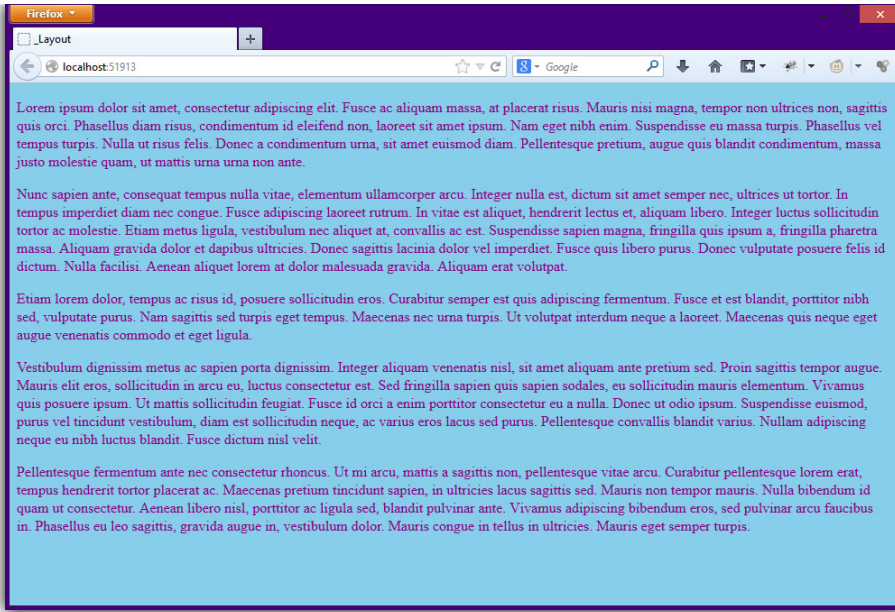 Firefox
_Layout
localhost:51913
Google
Lorem ipsum dolor sit amet, consectetur adipiscing elit. Fusce ac aliquam massa, at placerat risus. Mauris nisi magna, tempor non ultrices non, sagittis
quis orci. Phasellus diam risus, condimentum id eleifend non, laoreet sit amet ipsum. Nam eget nibh enim. Suspendisse eu massa turpis. Phasellus vel
tempus turpis. Nulla ut risus felis. Donec a condimentum urna, sit amet euismod diam. Pellentesque pretium, augue quis blandit condimentum, massa
justo molestie quam, ut mattis urna urna non ante.
Nunc sapien ante, consequat tempus nulla vitae, elementum ullamcorper arcu. Integer nulla est, dictum sit amet semper nec, ultrices ut tortor. In
tempus imperdiet diam nec congue. Fusce adipiscing laoreet rutrum. In vitae est aliquet, hendrerit lectus et, aliquam libero. Integer luctus sollicitudin
tortor ac molestie. Etiam metus ligula, vestibulum nec aliquet at, convallis ac est. Suspendisse sapien magna, fringilla quis ipsum a, fringilla pharetra
massa. Aliquam gravida dolor et dapibus ultricies. Donec sagittis lacinia dolor vel imperdiet. Fusce quis libero purus. Donec vulputate posuere felis id
dictum. Nulla facilisi. Aenean aliquet lorem at dolor malesuada gravida. Aliquam erat volutpat.
Etiam lorem dolor, tempus ac risus id, posuere sollicitudin eros. Curabitur semper est quis adipiscing fermentum. Fusce et est blandit, porttitor nibh
sed, vulputate purus. Nam sagittis sed turpis eget tempus. Maecenas nec urna turpis. Ut volutpat interdum neque a laoreet. Maecenas quis neque eget
augue venenatis commodo et eget ligula.
Vestibulum dignissim metus ac sapien porta dignissim. Integer aliquam venenatis nisl, sit amet aliquam ante pretium sed. Proin sagittis tempor augue.
Mauris elit eros, sollicitudin in arcu eu, luctus consectetur est. Sed fringilla sapien quis sapien sodales, eu sollicitudin mauris elementum. Vivamus
quis posuere ipsum. Ut mattis sollicitudin feugiat. Fusce id orci a enim porttitor consectetur eu a nulla. Donec ut odio ipsum. Suspendisse euismod,
purus vel tincidunt vestibulum, diam est sollicitudin neque, ac varius eros lacus sed purus. Pellentesque convallis blandit varius. Nullam adipiscing
neque eu nibh luctus blandit. Fusce dictum nisl velit.
Pellentesque fermentum ante nec consectetur rhoncus. Ut mi arcu, mattis a sagittis non, pellentesque vitae arcu. Curabitur pellentesque lorem erat,
tempus hendrerit tortor placerat ac. Maecenas pretium tincidunt sapien, in ultricies lacus sagittis sed. Mauris non tempor mauris. Nulla bibendum id
quam ut consectetur. Aenean libero nisl, porttitor ac ligula sed, blandit pulvinar ante. Vivamus adipiscing bibendum eros, sed pulvinar arcu faucibus
in. Phasellus eu leo sagittis, gravida augue in, vestibulum dolor. Mauris congue in tellus in ultricies. Mauris eget semper turpis.